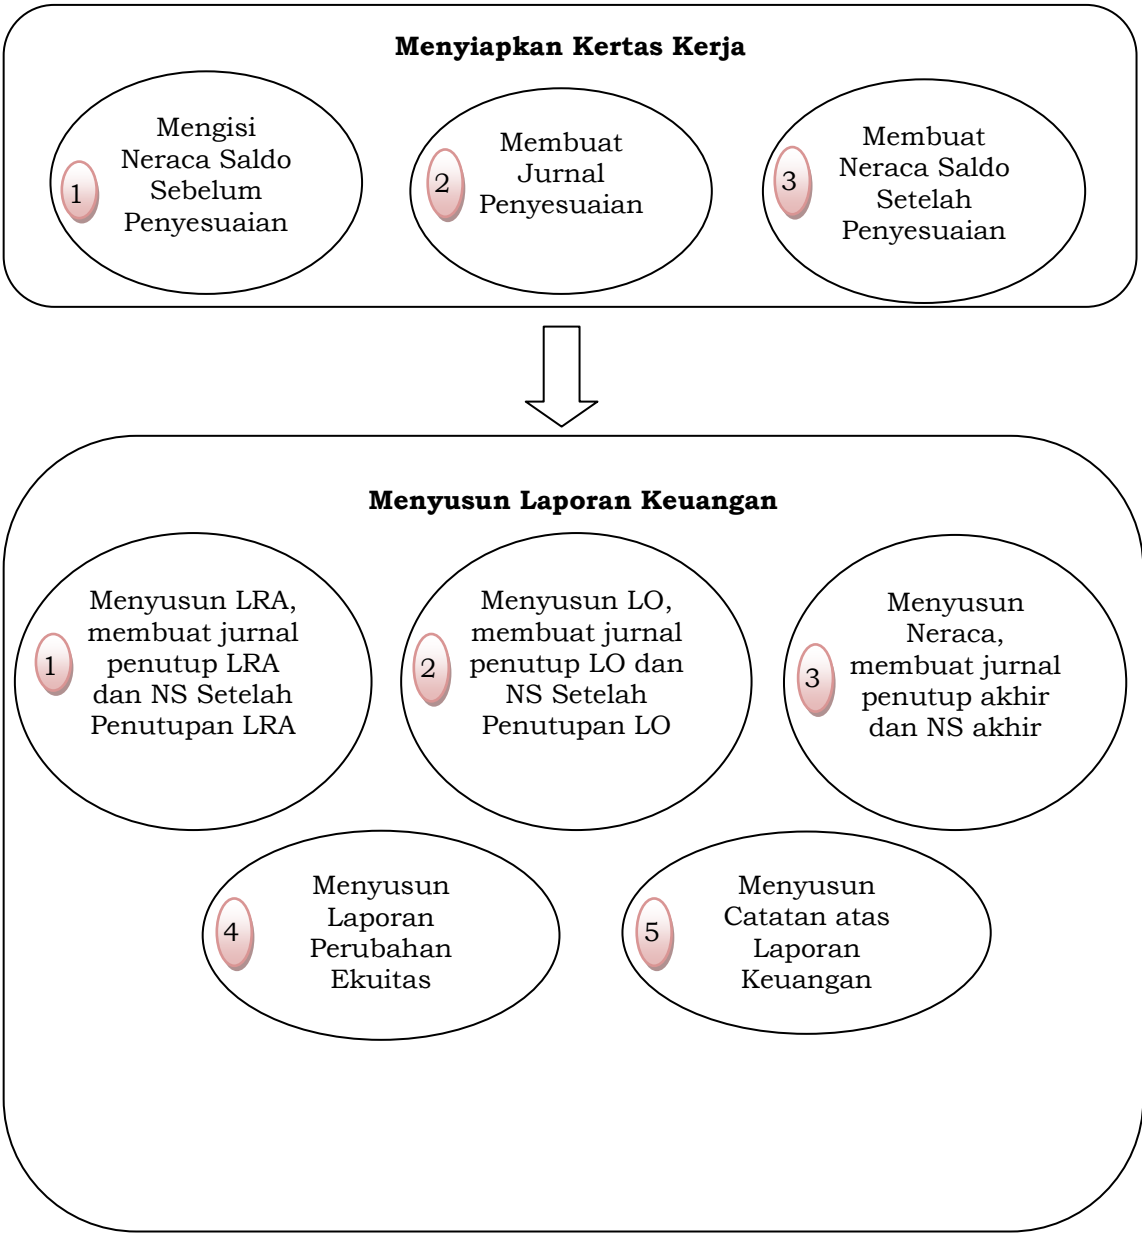 Menyiapkan Kertas Kerja
1
Mengisi
Neraca Saldo
Sebelum
Penyesuaian
2
Membuat
Jurnal
Penyesuaian
3
Membuat
Neraca Saldo
Setelah
Penyesuaian
Menyusun Laporan Keuangan
1
Menyusun LRA,
membuat jurnal
penutup LRA
dan NS Setelah
Penutupan LRA
2
Menyusun LO,
membuat jurnal
penutup LO dan
NS Setelah
Penutupan LO
3
Menyusun
Neraca,
membuat jurnal
penutup akhir
dan NS akhir
4
Menyusun
Laporan
Perubahan
Ekuitas
5
Menyusun
Catatan atas
Laporan
Keuangan